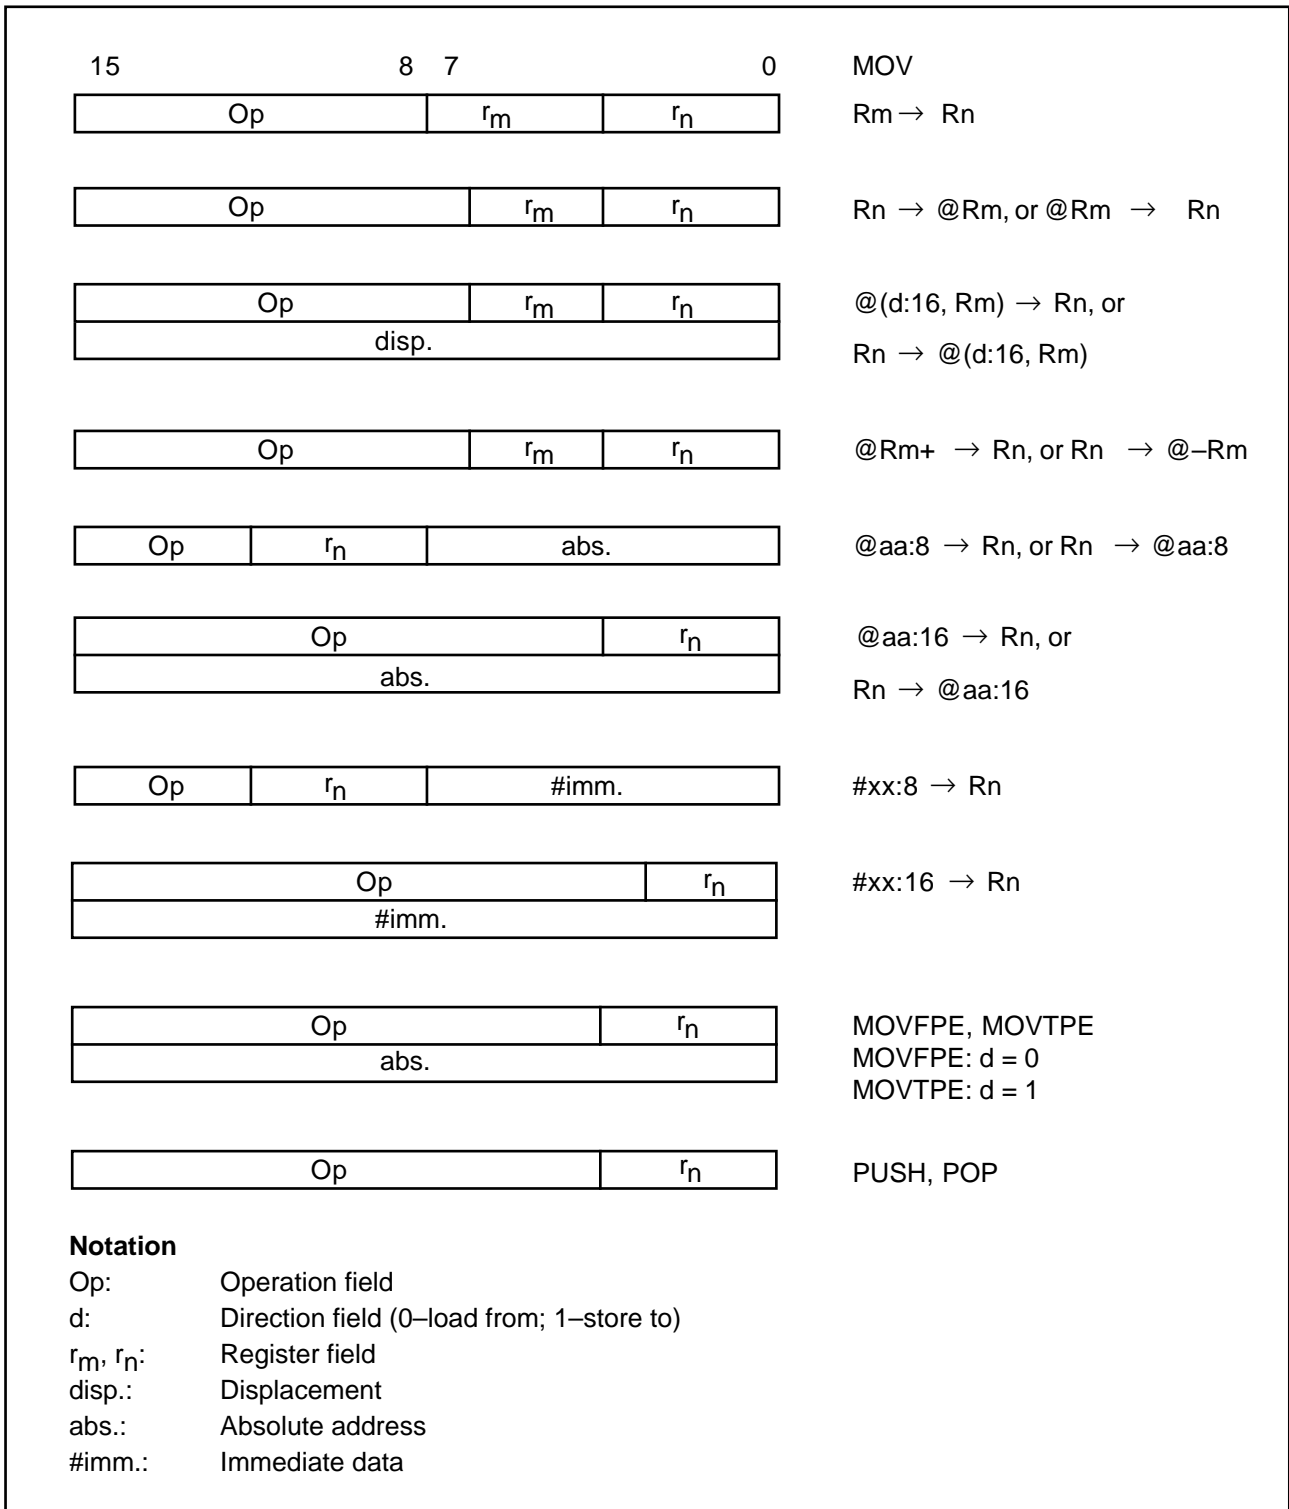 15 8 7 0 MOV
Op rm rn Rm → Rn
Op rm rn Rn → @Rm, or @Rm → Rn
Op rm rn @(d:16, Rm) → Rn, or
disp. Rn → @(d:16, Rm)
Op rm rn @Rm+ → Rn, or Rn → @–Rm
Op rn abs. @aa:8 → Rn, or Rn → @aa:8
Op rn @aa:16 → Rn, or
abs. Rn → @aa:16
Op rn #imm. #xx:8 → Rn
Op rn #xx:16 → Rn
#imm.
Op rn MOVFPE, MOVTPE
abs. MOVFPE: d = 0
MOVTPE: d = 1
Op rn PUSH, POP
Notation
Op: Operation field
d: Direction field (0–load from; 1–store to)
rm, rn: Register field
disp.: Displacement
abs.: Absolute address
#imm.: Immediate data